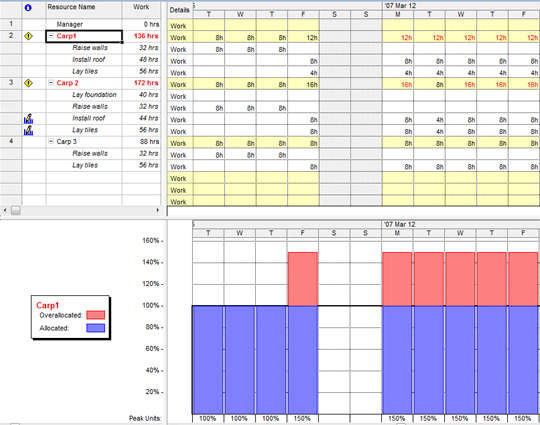 Resource Name Work Details '07 Mar 12
T W T F S S M T W T F
1 Manager 0 hrs Work
2 Carp1 136 hrs Work 8h 8h 8h 12h 12h 12h 12h 12h 12h
Raise walls 32 hrs Work 8h 8h 8h
Install roof 48 hrs Work 8h 8h 8h 8h 8h 8h
Lay tiles 56 hrs Work 4h 4h 4h 4h 4h 4h
3 Carp 2 172 hrs Work 8h 8h 8h 16h 16h 8h 16h 16h 16h
Lay foundation 40 hrs Work
Raise walls 32 hrs Work 8h 8h 8h
Install roof 44 hrs Work 8h 8h 4h 8h 8h 8h
Lay tiles 56 hrs Work 8h 8h 4h 8h 8h 8h
4 Carp 3 88 hrs Work 8h 8h 8h 8h 8h 8h 8h 8h 8h
Raise walls 32 hrs Work 8h 8h 8h
Lay tiles 56 hrs Work 8h 8h 8h 8h 8h 8h
Work
Work
Work
'07 Mar 12
T W T F S S M T W T F
160%
140%
120%
100%
80%
60%
40%
20%
Carp1
Overallocated:
Allocated:
Peak Units: 100% 100% 100% 150% 150% 150% 150% 150% 150%